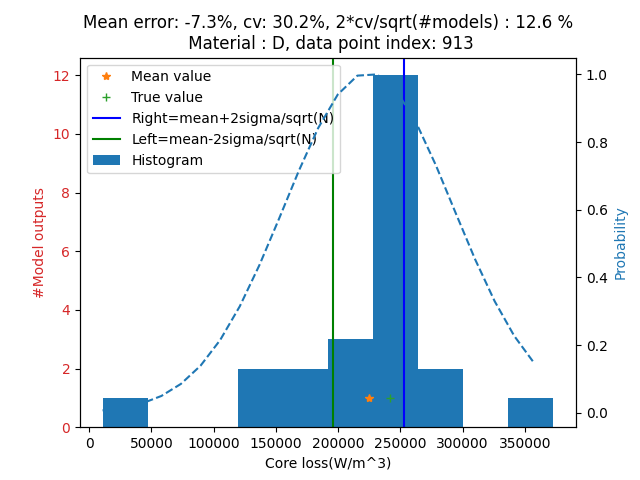 Mean error: -7.3%, cv: 30.2%, 2*cv/sqrt(#models) : 12.6 %
Material : D, data point index: 913
Mean value
True value
Right=mean+2sigma/sqrt(N)
Left=mean-2sigma/sqrt(N)
Histogram
12
10
8
6
4
2
0
#Model outputs
1.0
0.8
0.6
0.4
0.2
0.0
Probability
0 50000 100000 150000 200000 250000 300000 350000
Core loss(W/m^3)